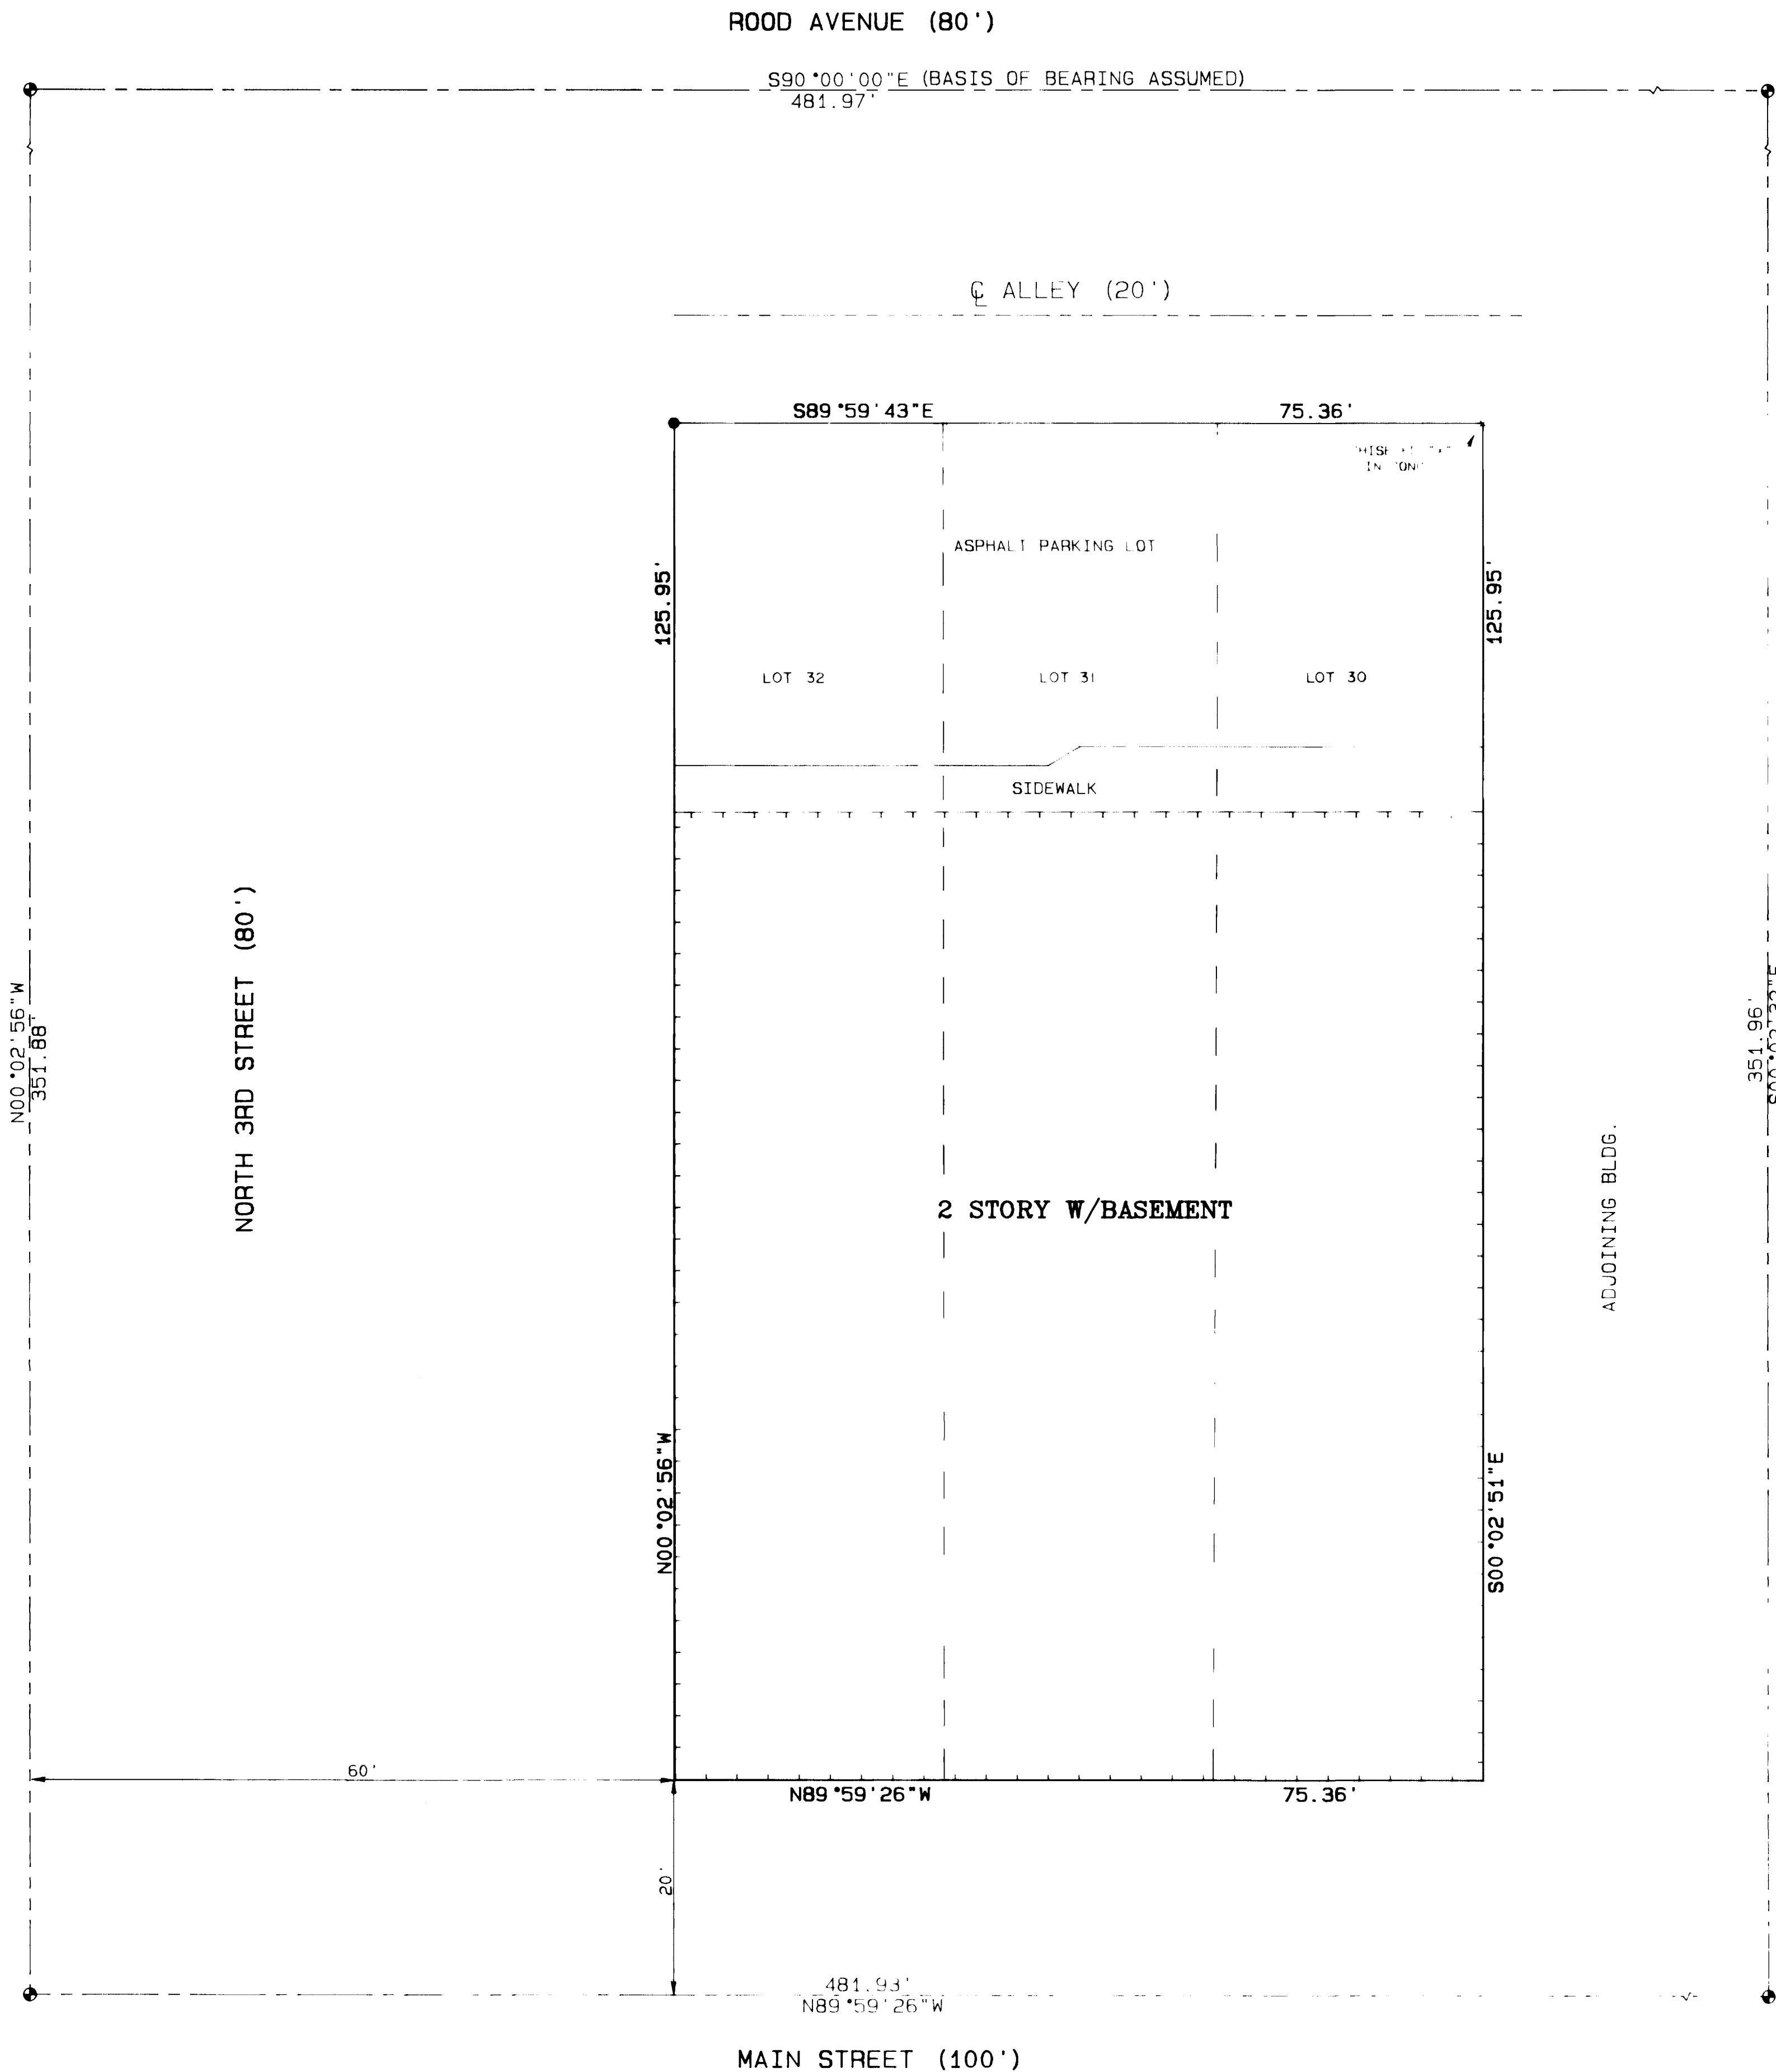 ROOD AVENUE (80')
S90°00'00"E (BASIS OF BEARING ASSUMED)
481.97'
℄ ALLEY (20')
S89°59'43"E
75.36'
IN
125.95'
125.95'
ASPHALT PARKING LOT
LOT 32
LOT 31
LOT 30
SIDEWALK
NORTH 3RD STREET (80')
N00°02'56"W
351.88'
351.96'
ADJOINING BLDG.
2 STORY W/BASEMENT
N00°02'56"W
S00°02'51"E
60'
N89°59'26"W
75.36'
20'
481.93'
N89°59'26"W
MAIN STREET (100')